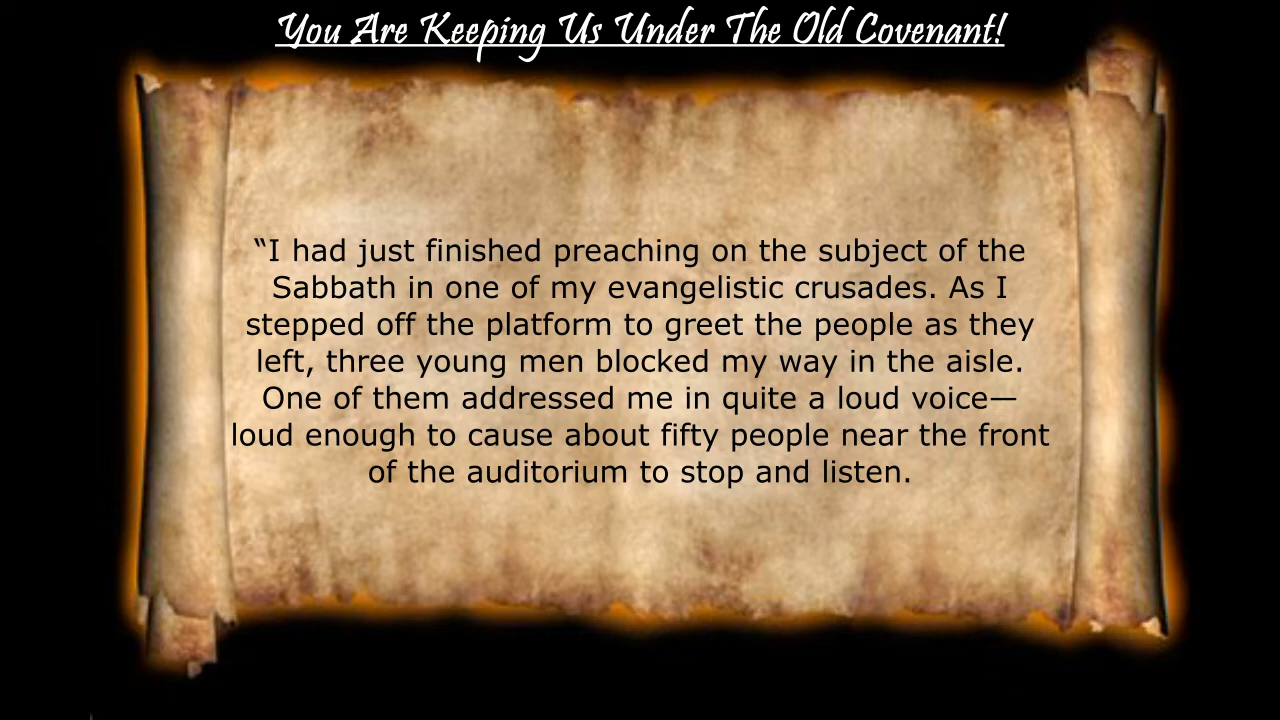 You Are Keeping Us Under The Old Covenant!
“I had just finished preaching on the subject of the
Sabbath in one of my evangelistic crusades. As I
stepped off the platform to greet the people as they
left, three young men blocked my way in the aisle.
One of them addressed me in quite a loud voice—
loud enough to cause about fifty people near the front
of the auditorium to stop and listen.